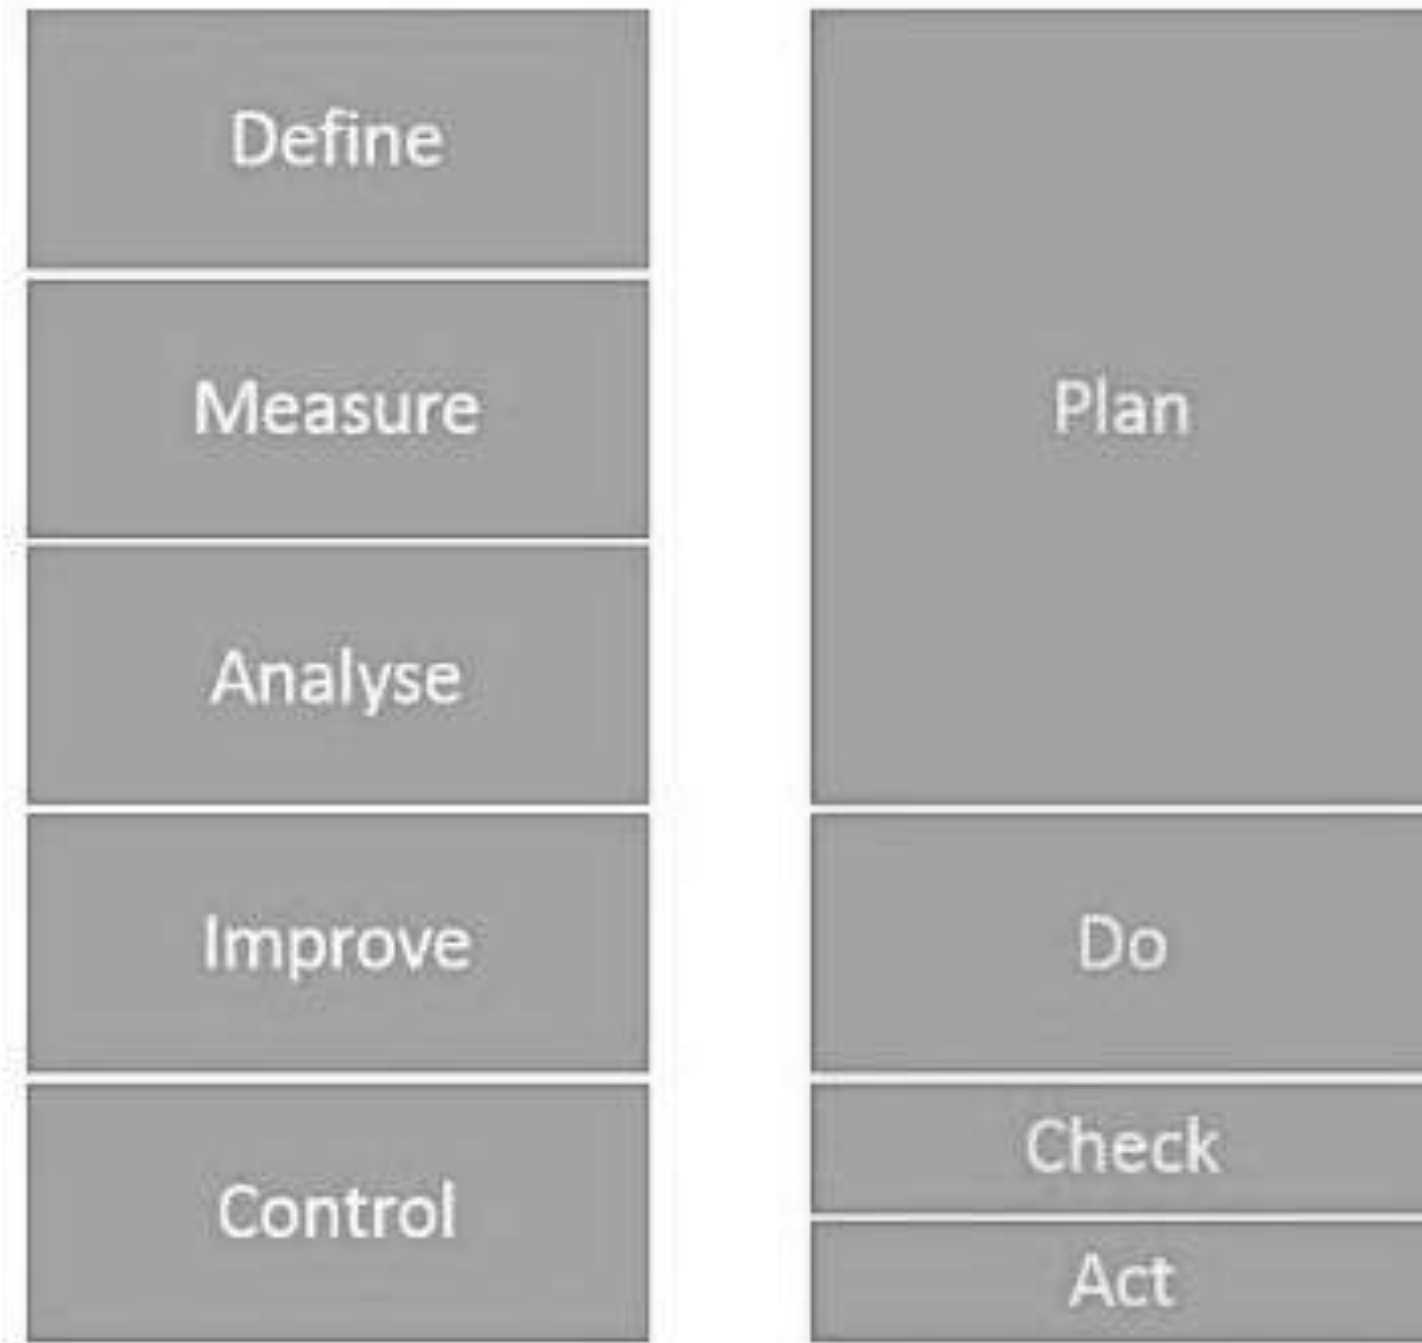 Define
Measure
Analyse
Improve
Control
Plan
Do
Check
Act